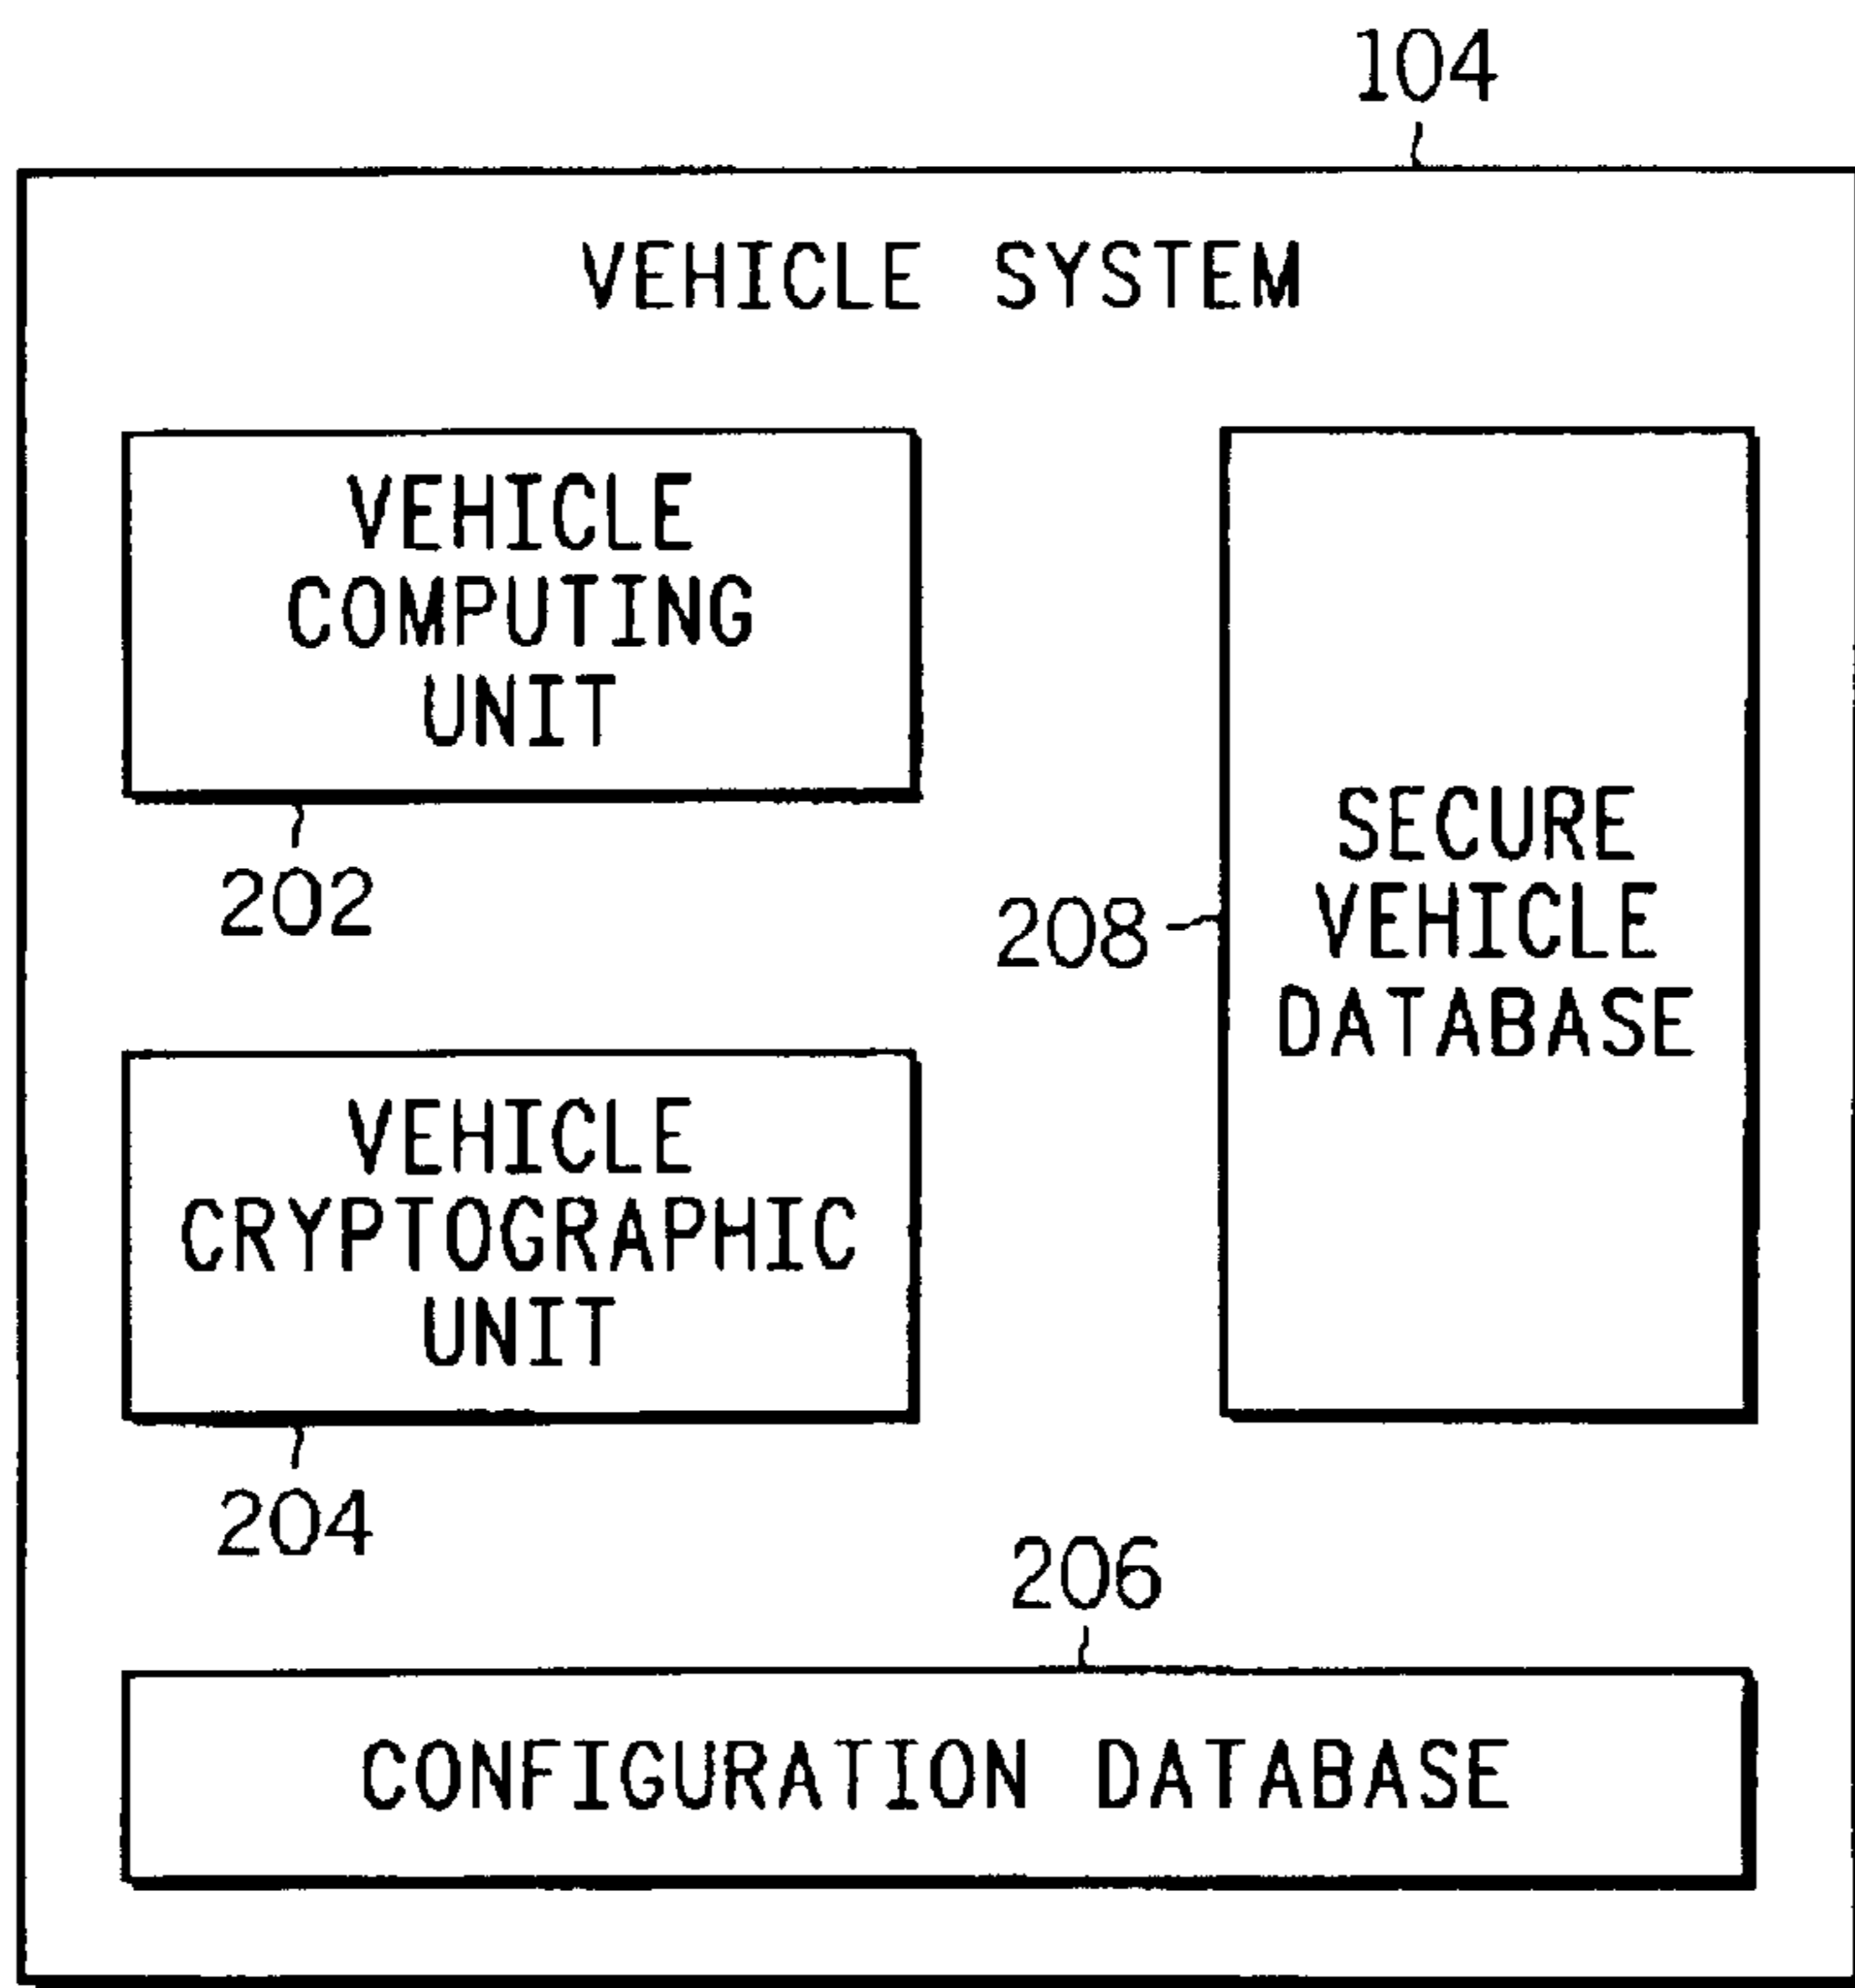 104
VEHICLE SYSTEM
VEHICLE
COMPUTING
UNIT
202
SECURE
VEHICLE
DATABASE
208
VEHICLE
CRYPTOGRAPHIC
UNIT
204
206
CONFIGURATION DATABASE